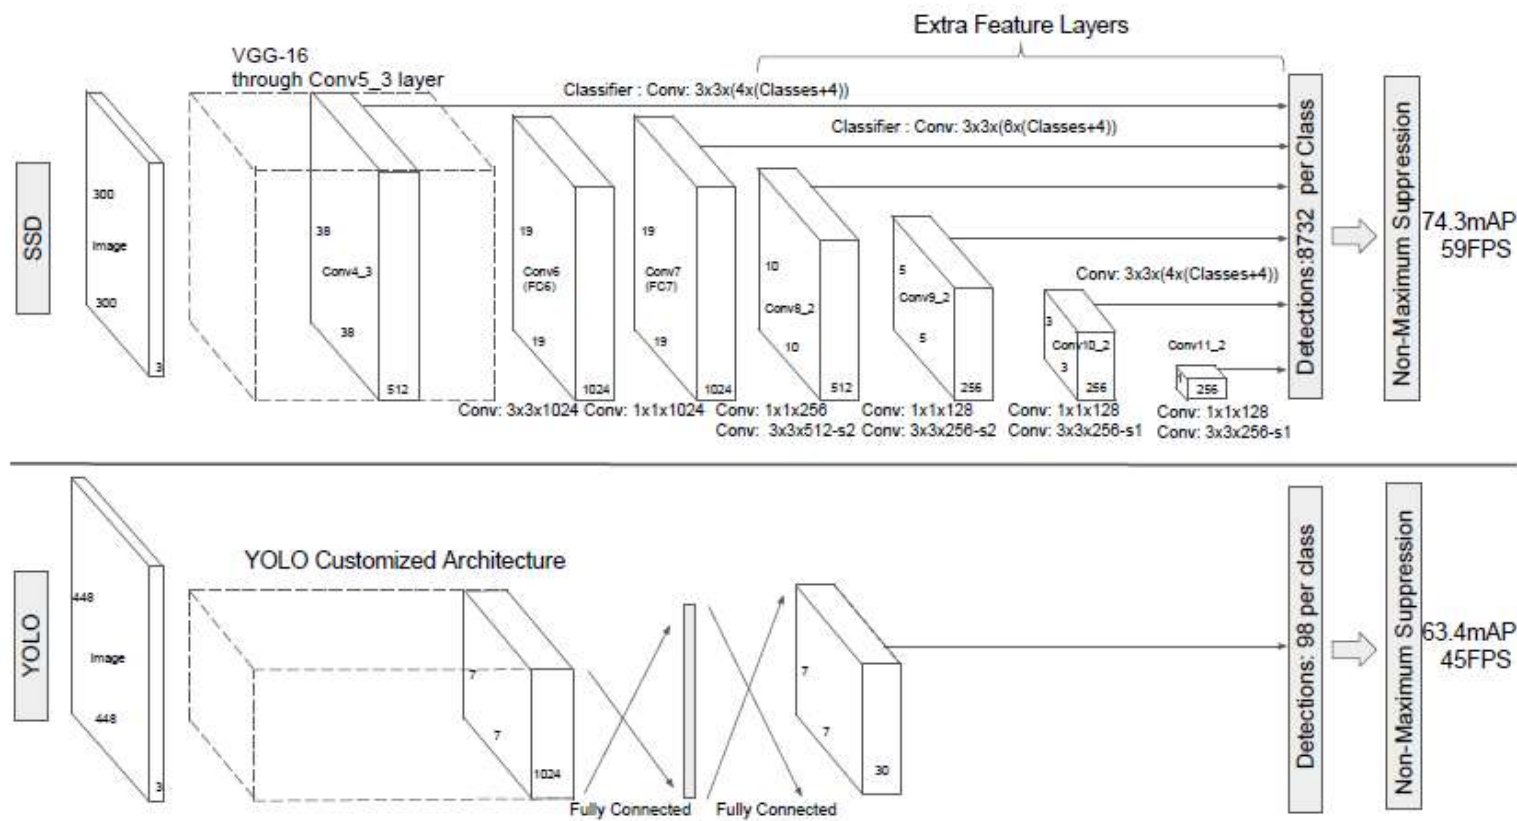 Extra Feature Layers
VGG-16
through Conv5_3 layer
Classifier : Conv: 3x3x(4x(Classes+4))
Classifier : Conv: 3x3x(6x(Classes+4))
SSD
300
Image
300
3
38
Conv4_3
38
512
19
Conv6
(FC6)
19
1024
19
Conv7
(FC7)
19
1024
10
Conv8_2
10
512
5
Conv9_2
5
256
Conv: 3x3x(4x(Classes+4))
3
Conv10_2
3
256
Conv11_2
1
256
Detections:8732 per Class
Non-Maximum Suppression
74.3mAP
59FPS
Conv: 3x3x1024
Conv: 1x1x1024
Conv: 1x1x256
Conv: 3x3x512-s2
Conv: 1x1x128
Conv: 3x3x256-s2
Conv: 1x1x128
Conv: 3x3x256-s1
Conv: 1x1x128
Conv: 3x3x256-s1
YOLO
448
Image
448
3
YOLO Customized Architecture
7
7
1024
Fully Connected
Fully Connected
7
7
30
Detections: 98 per class
Non-Maximum Suppression
63.4mAP
45FPS